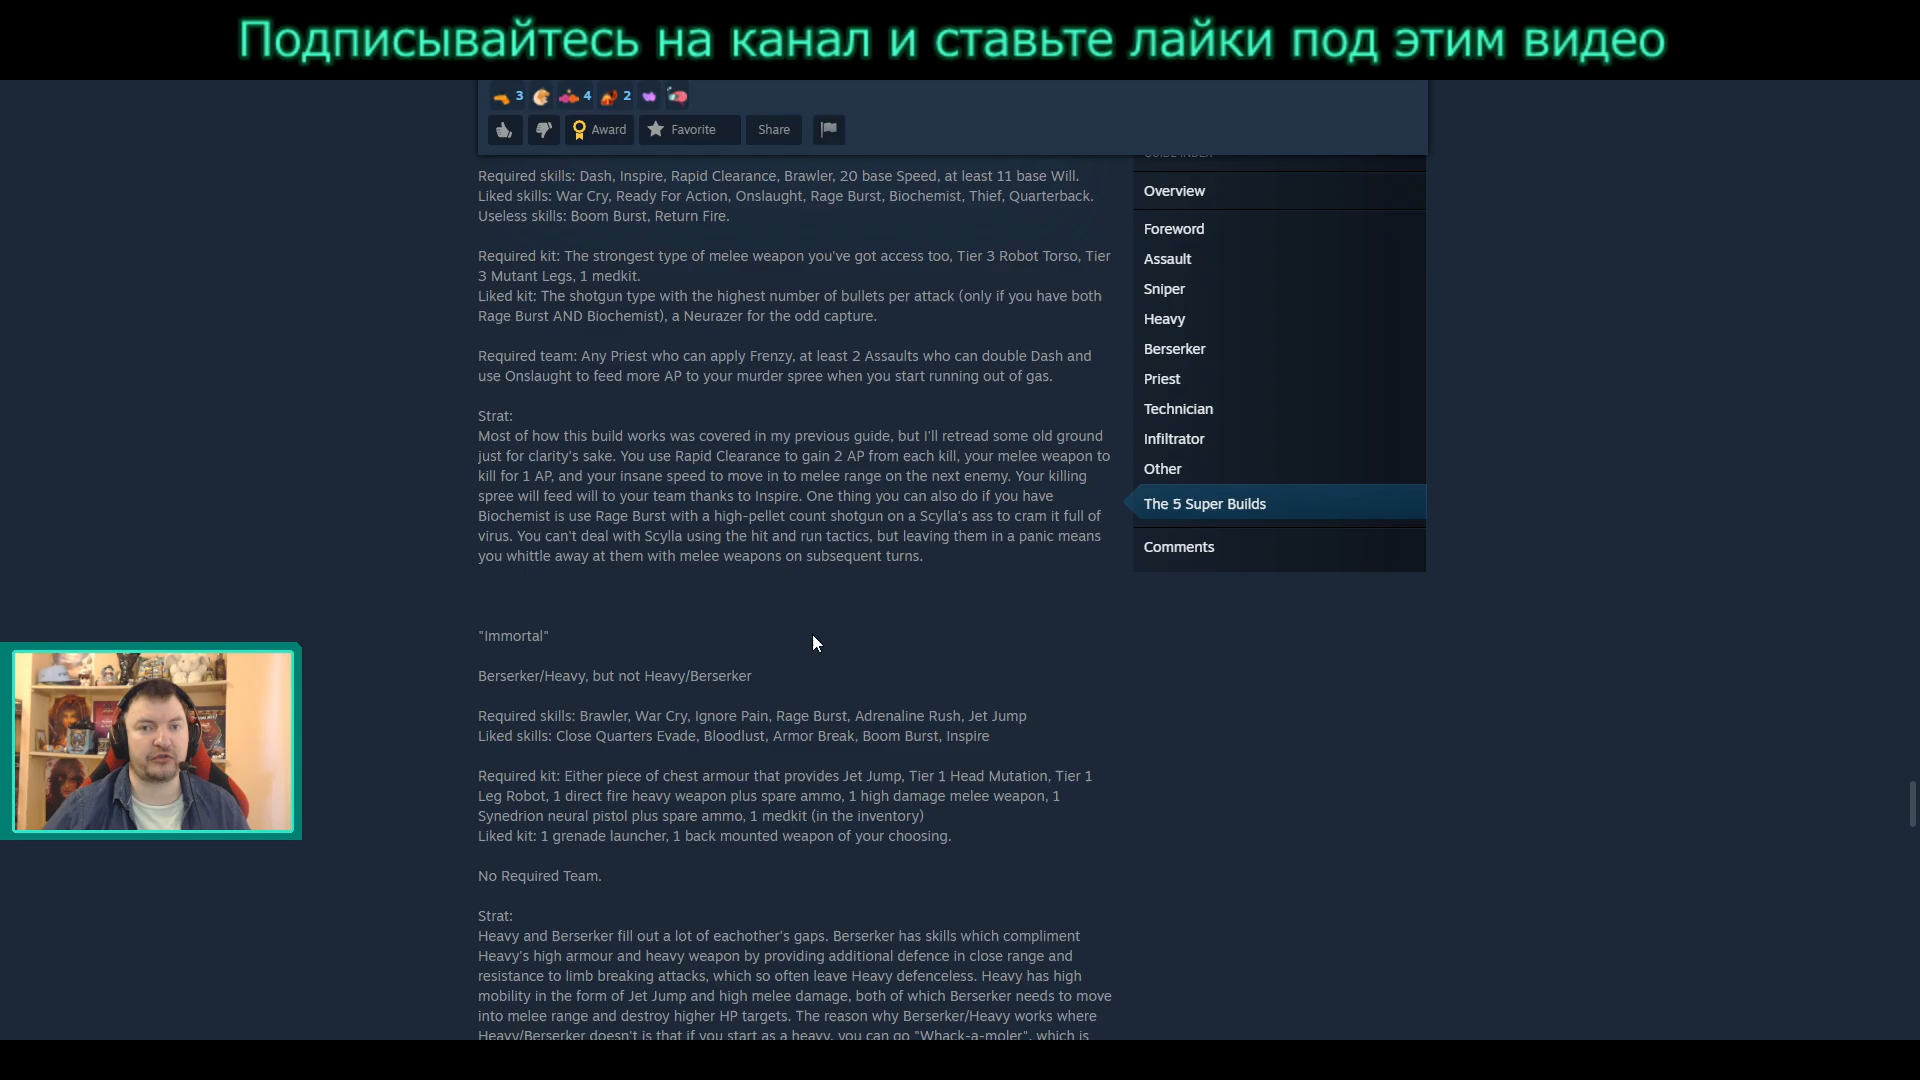 Подписывайтесь на канал и ставьте лайки под этим видео
3 4 2
Award Favorite Share
Required skills: Dash, Inspire, Rapid Clearance, Brawler, 20 base Speed, at least 11 base Will.
Liked skills: War Cry, Ready For Action, Onslaught, Rage Burst, Biochemist, Thief, Quarterback.
Useless skills: Boom Burst, Return Fire.
Required kit: The strongest type of melee weapon you've got access too, Tier 3 Robot Torso, Tier
3 Mutant Legs, 1 medkit.
Liked kit: The shotgun type with the highest number of bullets per attack (only if you have both
Rage Burst AND Biochemist), a Neurazer for the odd capture.
Required team: Any Priest who can apply Frenzy, at least 2 Assaults who can double Dash and
use Onslaught to feed more AP to your murder spree when you start running out of gas.
Strat:
Most of how this build works was covered in my previous guide, but I'll retread some old ground
just for clarity's sake. You use Rapid Clearance to gain 2 AP from each kill, your melee weapon to
kill for 1 AP, and your insane speed to move in to melee range on the next enemy. Your killing
spree will feed will to your team thanks to Inspire. One thing you can also do if you have
Biochemist is use Rage Burst with a high-pellet count shotgun on a Scylla's ass to cram it full of
virus. You can't deal with Scylla using the hit and run tactics, but leaving them in a panic means
you whittle away at them with melee weapons on subsequent turns.
"Immortal"
Berserker/Heavy, but not Heavy/Berserker
Required skills: Brawler, War Cry, Ignore Pain, Rage Burst, Adrenaline Rush, Jet Jump
Liked skills: Close Quarters Evade, Bloodlust, Armor Break, Boom Burst, Inspire
Required kit: Either piece of chest armour that provides Jet Jump, Tier 1 Head Mutation, Tier 1
Leg Robot, 1 direct fire heavy weapon plus spare ammo, 1 high damage melee weapon, 1
Synedrion neural pistol plus spare ammo, 1 medkit (in the inventory)
Liked kit: 1 grenade launcher, 1 back mounted weapon of your choosing.
No Required Team.
Strat:
Heavy and Berserker fill out a lot of eachother's gaps. Berserker has skills which compliment
Heavy's high armour and heavy weapon by providing additional defence in close range and
resistance to limb breaking attacks, which so often leave Heavy defenceless. Heavy has high
mobility in the form of Jet Jump and high melee damage, both of which Berserker needs to move
into melee range and destroy higher HP targets. The reason why Berserker/Heavy works where
Heavy/Berserker doesn't is that if you start as a heavy, you can go "Whack-a-moler", which is
GUIDE INDEX
Overview
Foreword
Assault
Sniper
Heavy
Berserker
Priest
Technician
Infiltrator
Other
The 5 Super Builds
Comments